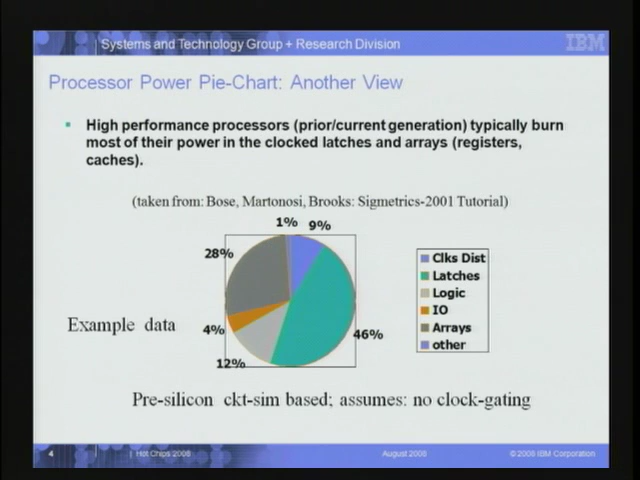 Systems and Technology Group + Research Division
IBM
Processor Power Pie-Chart: Another View
High performance processors (prior/current generation) typically burn
most of their power in the clocked latches and arrays (registers,
caches).
(taken from: Bose, Martonosi, Brooks: Sigmetrics-2001 Tutorial)
1% 9%
28%
Clks Dist
Latches
Logic
IO
Arrays
other
Example data
4%
46%
12%
Pre-silicon ckt-sim based; assumes: no clock-gating
4 | Hot Chips 2008 August 2008 © 2008 IBM Corporation